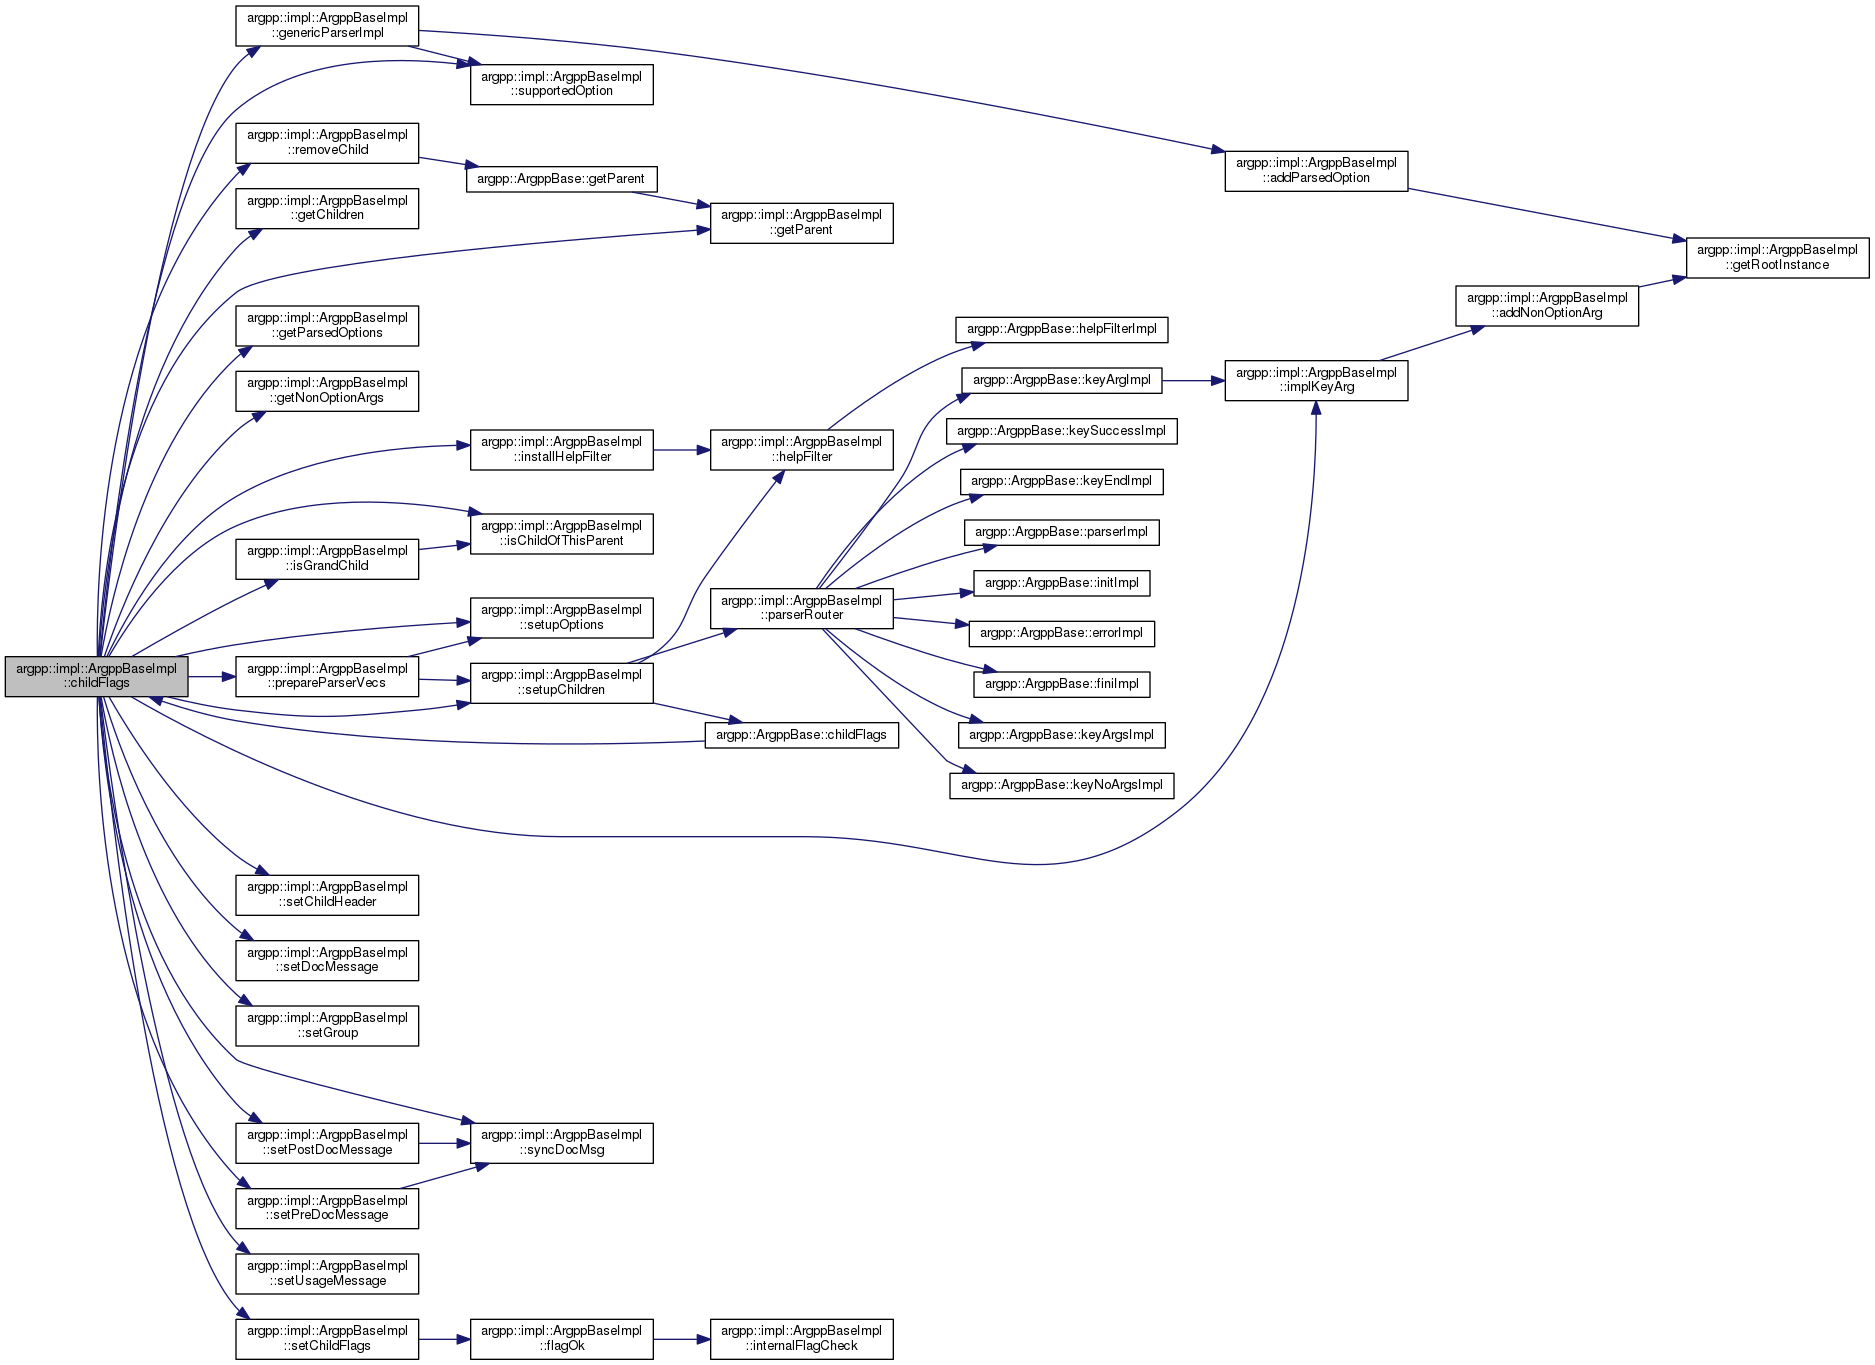 argpp::impl::ArgppBaseImpl
::genericParserImpl
argpp::impl::ArgppBaseImpl
::supportedOption
argpp::impl::ArgppBaseImpl
::removeChild
argpp::ArgppBase::getParent
argpp::impl::ArgppBaseImpl
::addParsedOption
argpp::impl::ArgppBaseImpl
::getChildren
argpp::impl::ArgppBaseImpl
::getParent
argpp::impl::ArgppBaseImpl
::getRootInstance
argpp::impl::ArgppBaseImpl
::addNonOptionArg
argpp::impl::ArgppBaseImpl
::getParsedOptions
argpp::ArgppBase::helpFilterImpl
argpp::impl::ArgppBaseImpl
::getNonOptionArgs
argpp::ArgppBase::keyArgImpl
argpp::impl::ArgppBaseImpl
::implKeyArg
argpp::impl::ArgppBaseImpl
::installHelpFilter
argpp::impl::ArgppBaseImpl
::helpFilter
argpp::ArgppBase::keySuccessImpl
argpp::ArgppBase::keyEndImpl
argpp::impl::ArgppBaseImpl
::isChildOfThisParent
argpp::ArgppBase::parserImpl
argpp::impl::ArgppBaseImpl
::isGrandChild
argpp::ArgppBase::initImpl
argpp::impl::ArgppBaseImpl
::setupOptions
argpp::impl::ArgppBaseImpl
::parserRouter
argpp::ArgppBase::errorImpl
argpp::impl::ArgppBaseImpl
::childFlags
argpp::impl::ArgppBaseImpl
::prepareParserVecs
argpp::impl::ArgppBaseImpl
::setupChildren
argpp::ArgppBase::finiImpl
argpp::ArgppBase::childFlags
argpp::ArgppBase::keyArgsImpl
argpp::ArgppBase::keyNoArgsImpl
argpp::impl::ArgppBaseImpl
::setChildHeader
argpp::impl::ArgppBaseImpl
::setDocMessage
argpp::impl::ArgppBaseImpl
::setGroup
argpp::impl::ArgppBaseImpl
::setPostDocMessage
argpp::impl::ArgppBaseImpl
::syncDocMsg
argpp::impl::ArgppBaseImpl
::setPreDocMessage
argpp::impl::ArgppBaseImpl
::setUsageMessage
argpp::impl::ArgppBaseImpl
::setChildFlags
argpp::impl::ArgppBaseImpl
::flagOk
argpp::impl::ArgppBaseImpl
::internalFlagCheck